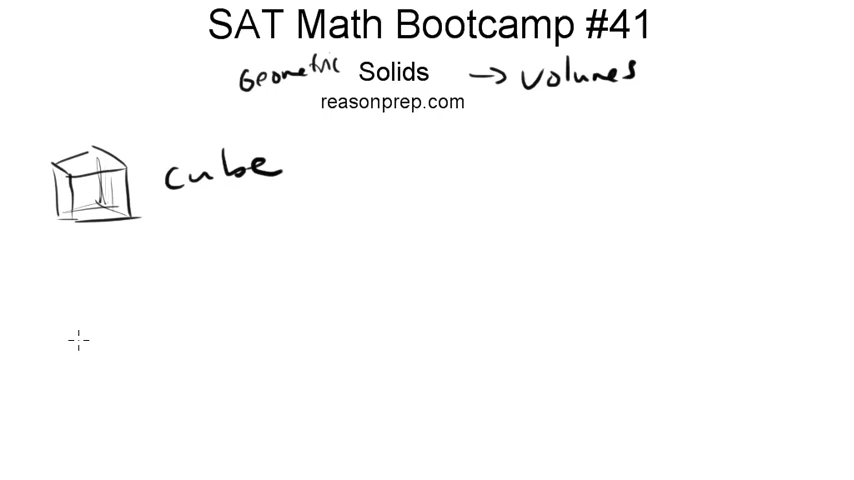 SAT Math Bootcamp #41
Geometric Solids → volumes
reasonprep.com
cube